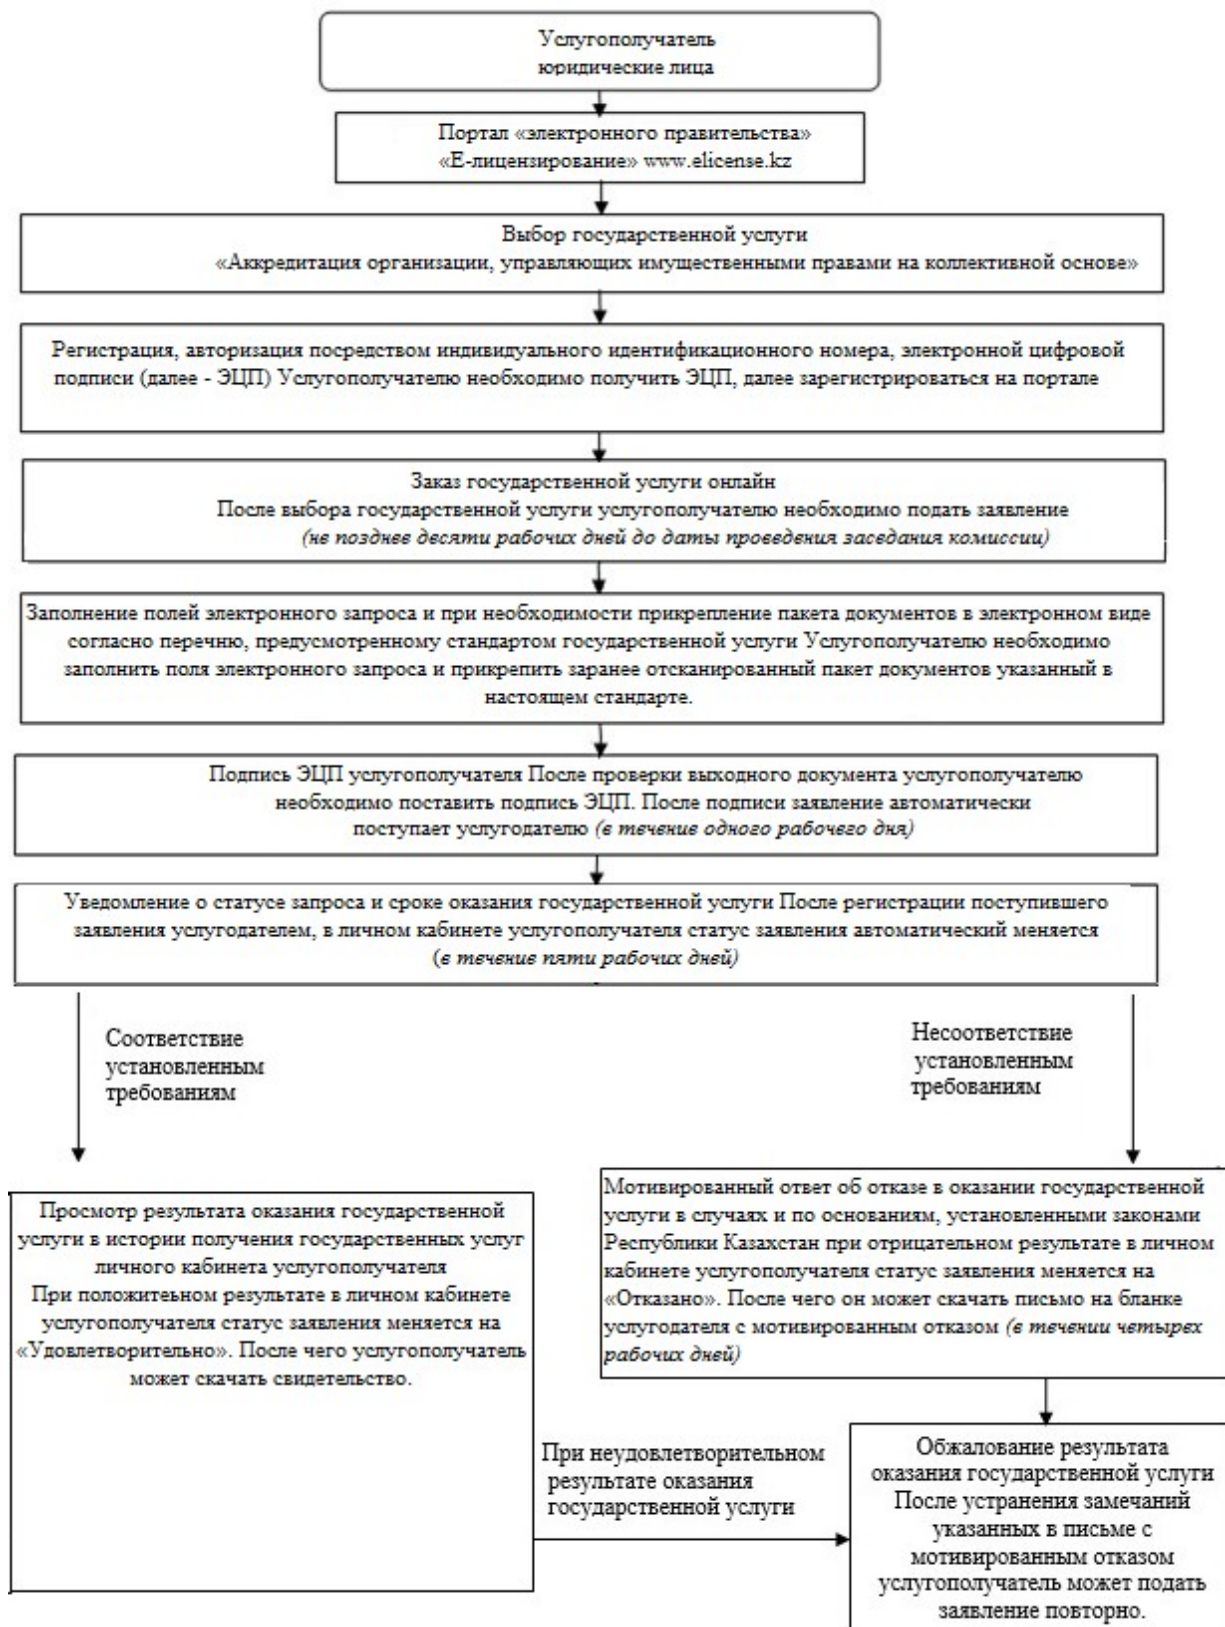 Услугополучатель
юридические лица
Портал «электронного правительства»
«Е-лицензирование» www.elicense.kz
Выбор государственной услуги
«Аккредитация организации, управляющих имущественными правами на коллективной основе»
Регистрация, авторизация посредством индивидуального идентификационного номера, электронной цифровой
подписи (далее - ЭЦП) Услугополучателю необходимо получить ЭЦП, далее зарегистрироваться на портале
Заказ государственной услуги онлайн
После выбора государственной услуги услугополучателю необходимо подать заявление
(не позднее десяти рабочих дней до даты проведения заседания комиссии)
Заполнение полей электронного запроса и при необходимости прикрепление пакета документов в электронном виде
согласно перечню, предусмотренному стандартом государственной услуги Услугополучателю необходимо
заполнить поля электронного запроса и прикрепить заранее отсканированный пакет документов указанный в
настоящем стандарте.
Подпись ЭЦП услугополучателя После проверки выходного документа услугополучателю
необходимо поставить подпись ЭЦП. После подписи заявление автоматически
поступает услугодателю (в течение одного рабочего дня)
Уведомление о статусе запроса и сроке оказания государственной услуги После регистрации поступившего
заявления услугодателем, в личном кабинете услугополучателя статус заявления автоматический меняется
(в течение пяти рабочих дней)
Соответствие
установленным
требованиям
Несоответствие
установленным
требованиям
Просмотр результата оказания государственной
услуги в истории получения государственных услуг
личного кабинета услугополучателя
При положитеьном результате в личном кабинете
услугополучателя статус заявления меняется на
«Удовлетворительно». После чего услугополучатель
может скачать свидетельство.
Мотивированный ответ об отказе в оказании государственной
услуги в случаях и по основаниям, установленными законами
Республики Казахстан при отрицательном результате в личном
кабинете услугополучателя статус заявления меняется на
«Отказано». После чего он может скачать письмо на бланке
услугодателя с мотивированным отказом (в течении четырех
рабочих дней)
При неудовлетворительном
результате оказания
государственной услуги
Обжалование результата
оказания государственной услуги
После устранения замечаний
указанных в письме с
мотивированным отказом
услугополучатель может подать
заявление повторно.